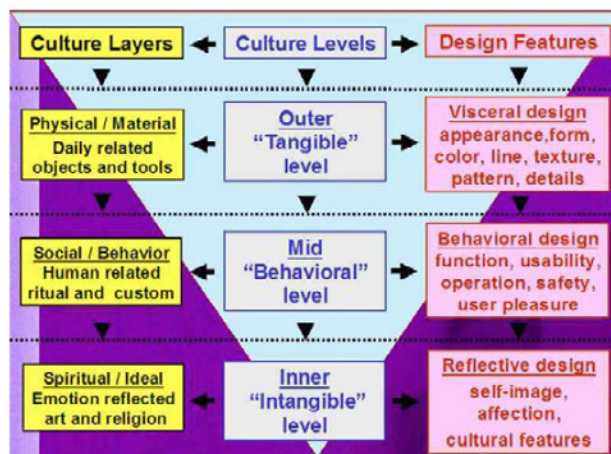 Culture Layers
Culture Levels
Design Features
Physical / Material
Daily related
objects and tools
Outer
“Tangible”
level
Visceral design
appearance,form,
color, line, texture,
pattern, details
Social / Behavior
Human related
ritual and custom
Mid
“Behavioral”
level
Behavioral design
function, usability,
operation, safety,
user pleasure
Spiritual / Ideal
Emotion reflected
art and religion
Inner
“Intangible”
level
Reflective design
self-image,
affection,
cultural features